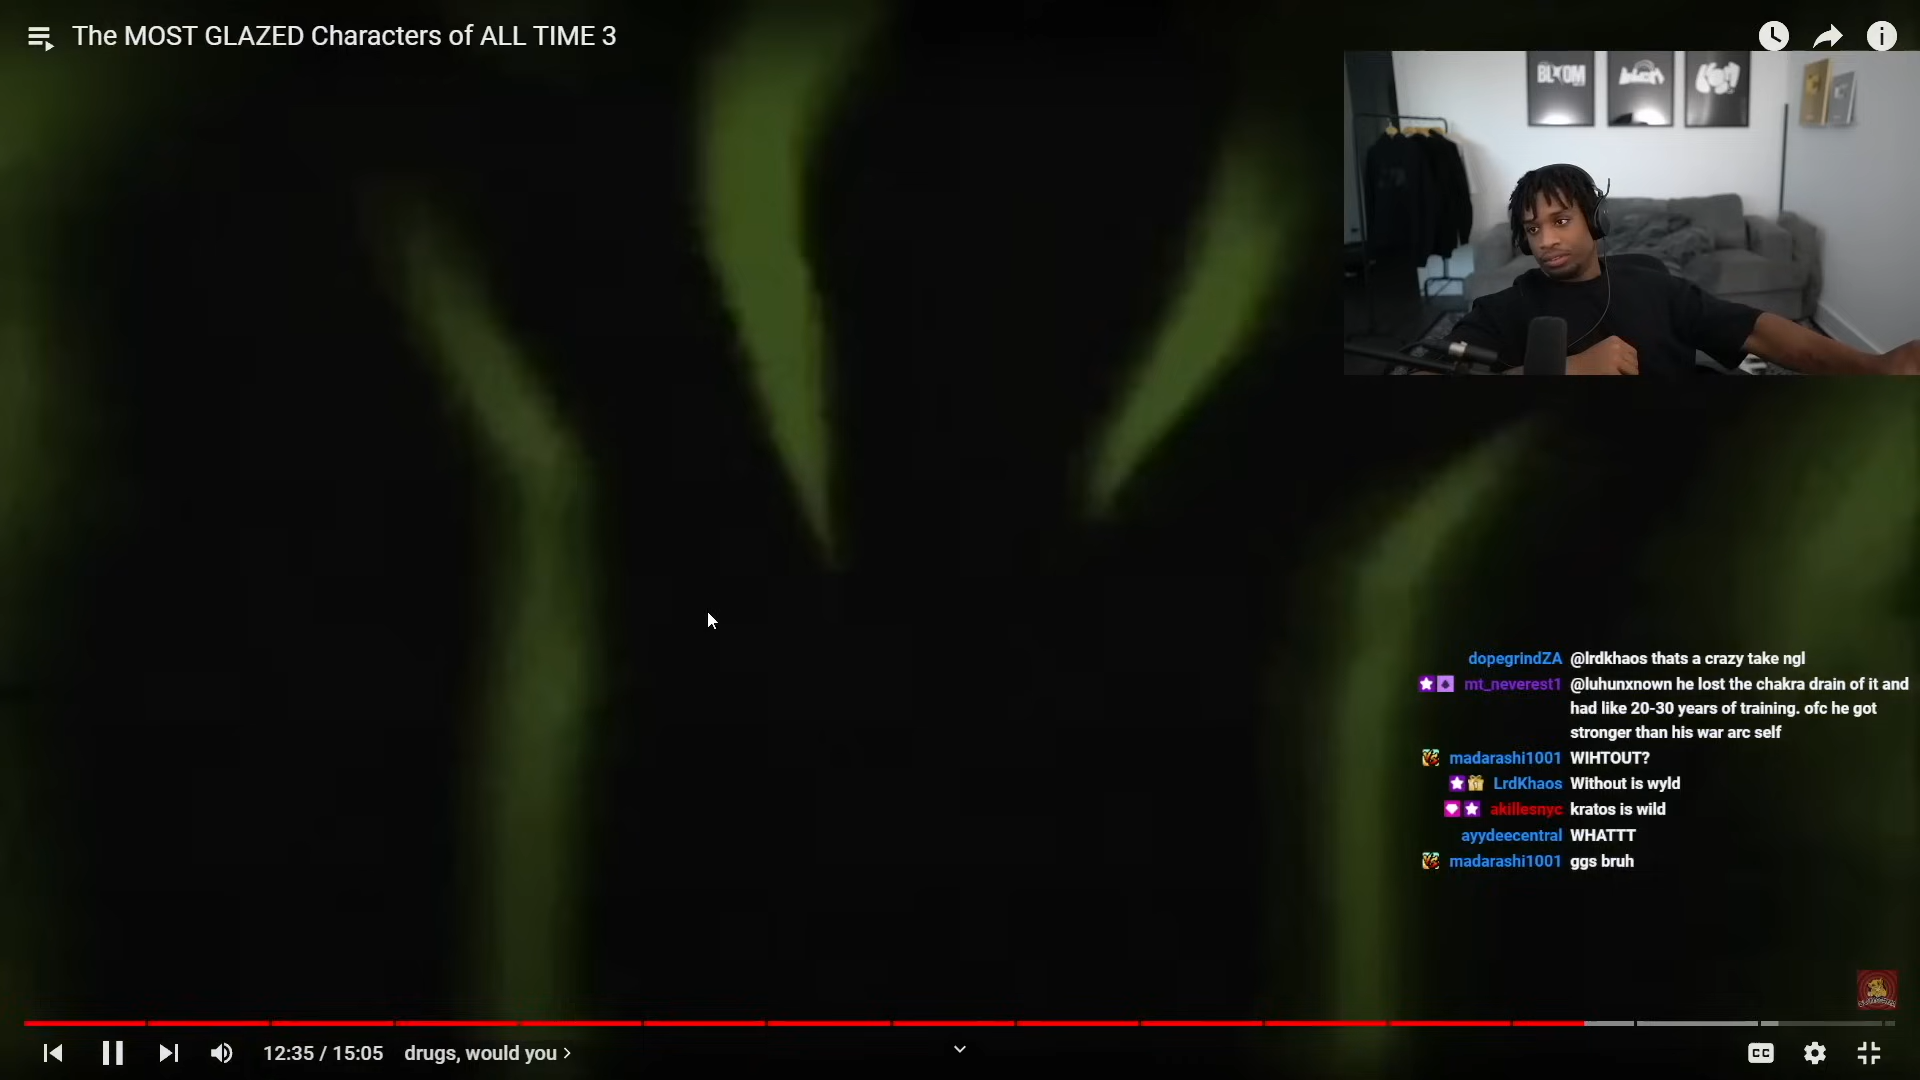 The MOST GLAZED Characters of ALL TIME 3
BLOOM
dopegrindZA @lrdkhaos thats a crazy take ngl
mt_neverest1 @luhunxnown he lost the chakra drain of it and
had like 20-30 years of training. ofc he got
stronger than his war arc self
madarashi1001 WIHTOUT?
LrdKhaos Without is wyld
akillesnyc kratos is wild
ayydeecentral WHATTT
madarashi1001 ggs bruh
12:35 / 15:05 drugs, would you
CC